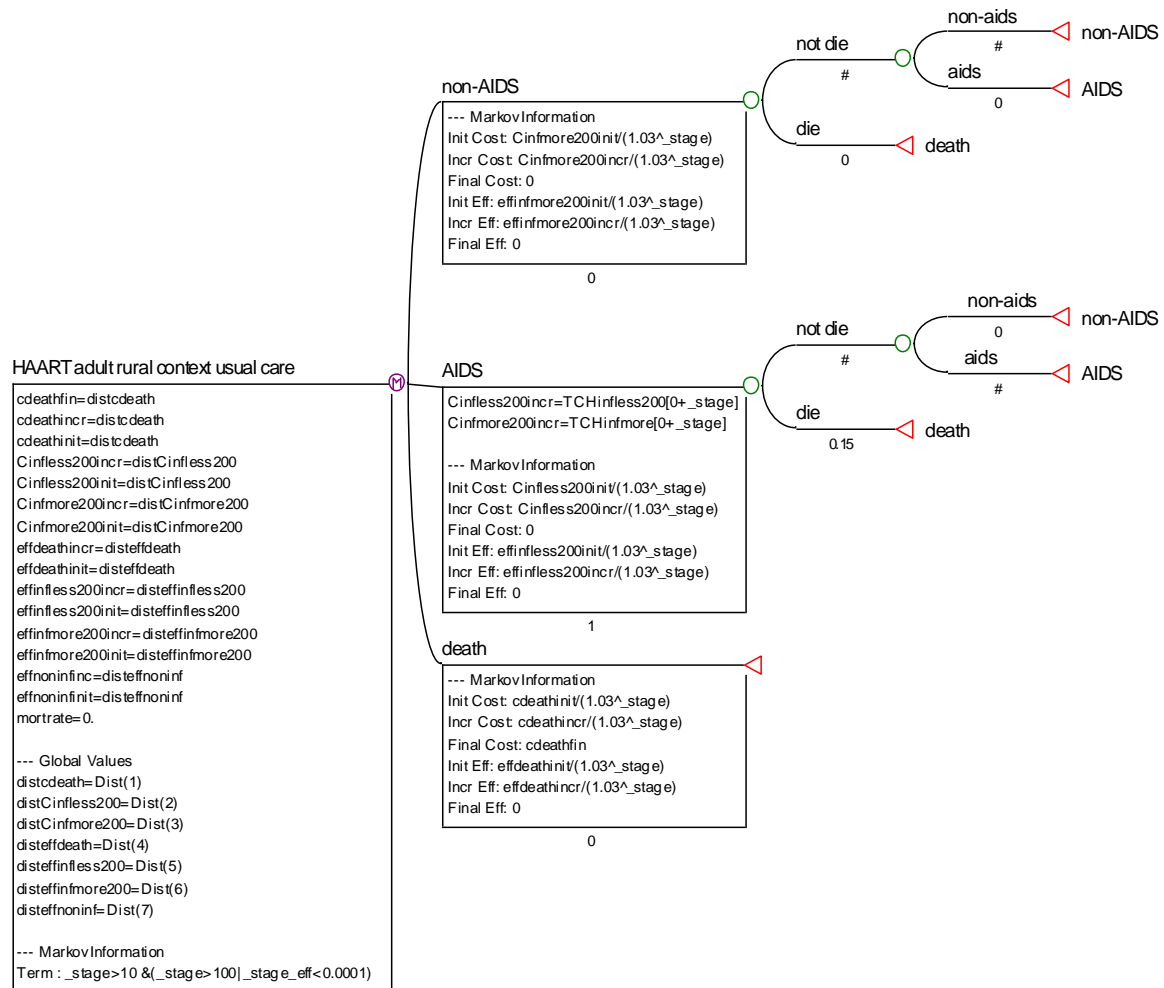 non-aids
non-AIDS
not die
#
#
aids
AIDS
0
non-AIDS
--- Markov Information
Init Cost: Cinfmore200init/(1.03^_stage)
Incr Cost: Cinfmore200incr/(1.03^_stage)
Final Cost: 0
Init Eff: effinfmore200init/(1.03^_stage)
Incr Eff: effinfmore200incr/(1.03^_stage)
Final Eff: 0
0
die
death
0
non-aids
non-AIDS
not die
0
#
aids
AIDS
#
AIDS
Cinfless200incr=TCHinfless200[0+_stage]
Cinfmore200incr=TCHinfmore[0+_stage]
--- Markov Information
Init Cost: Cinfless200init/(1.03^_stage)
Incr Cost: Cinfless200incr/(1.03^_stage)
Final Cost: 0
Init Eff: effinfless200init/(1.03^_stage)
Incr Eff: effinfless200incr/(1.03^_stage)
Final Eff: 0
1
die
death
0.15
death
--- Markov Information
Init Cost: cdeathinit/(1.03^_stage)
Incr Cost: cdeathincr/(1.03^_stage)
Final Cost: cdeathfin
Init Eff: effdeathinit/(1.03^_stage)
Incr Eff: effdeathincr/(1.03^_stage)
Final Eff: 0
0
HAART adult rural context usual care
M
cdeathfin=distcdeath
cdeathincr=distcdeath
cdeathinit=distcdeath
Cinfless200incr=distCinfless200
Cinfless200init=distCinfless200
Cinfmore200incr=distCinfmore200
Cinfmore200init=distCinfmore200
effdeathincr=disteffdeath
effdeathinit=disteffdeath
effinfless200incr=disteffinfless200
effinfless200init=disteffinfless200
effinfmore200incr=disteffinfmore200
effinfmore200init=disteffinfmore200
effnoninfinc=disteffnoninf
effnoninfinit=disteffnoninf
mortrate=0.
--- Global Values
distcdeath=Dist(1)
distCinfless200=Dist(2)
distCinfmore200=Dist(3)
disteffdeath=Dist(4)
disteffinfless200=Dist(5)
disteffinfmore200=Dist(6)
disteffnoninf=Dist(7)
--- Markov Information
Term : _stage>10 &(_stage>100|_stage_eff<0.0001)